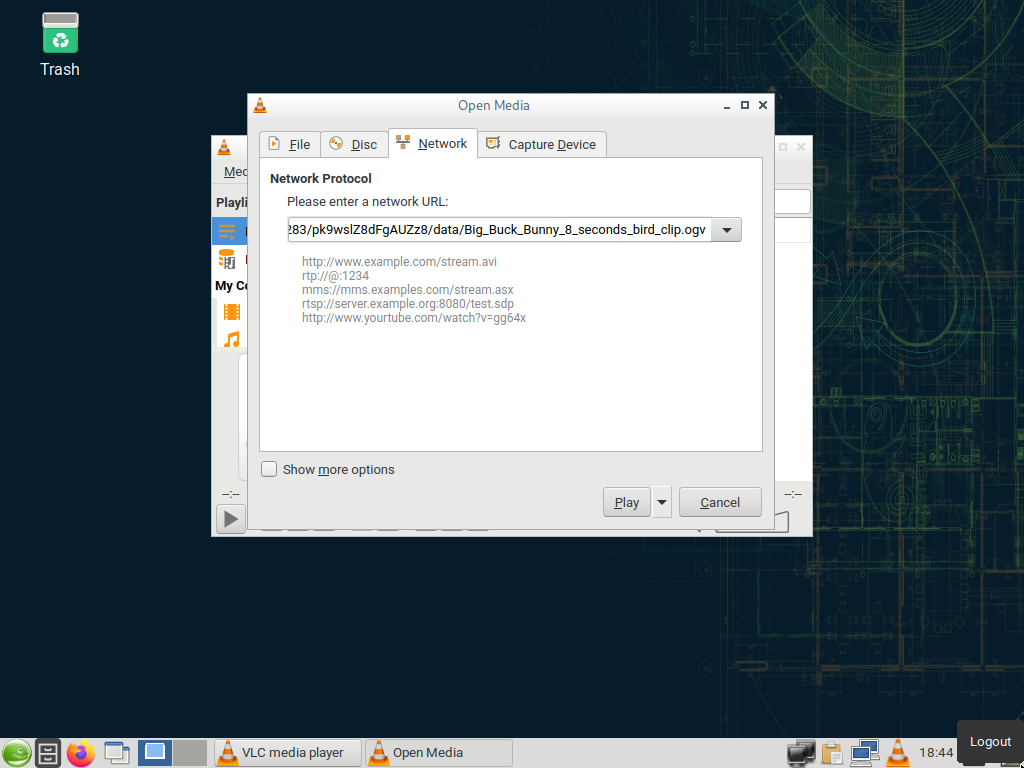 Trash
Open Media
File
Disc
Network
Capture Device
Med
Playli
Network Protocol
Please enter a network URL:
283/pk9wslZ8dFgAUZz8/data/Big_Buck_Bunny_8_seconds_bird_clip.ogv
http://www.example.com/stream.avi
rtp://@:1234
mms://mms.examples.com/stream.asx
rtsp://server.example.org:8080/test.sdp
http://www.yourtube.com/watch?v=gg64x
My Co
Show more options
--:--
--:--
Play
Cancel
VLC media player
Open Media
18:44
Logout